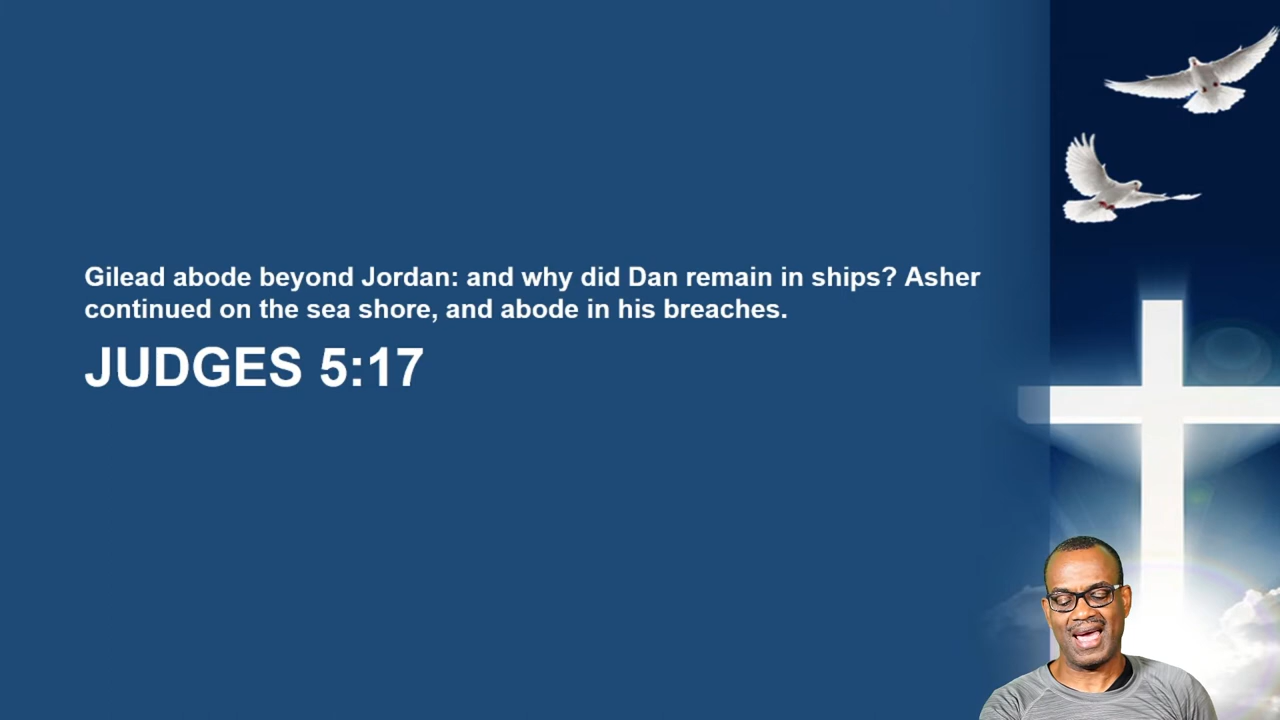 Gilead abode beyond Jordan: and why did Dan remain in ships? Asher
continued on the sea shore, and abode in his breaches.
JUDGES 5:17